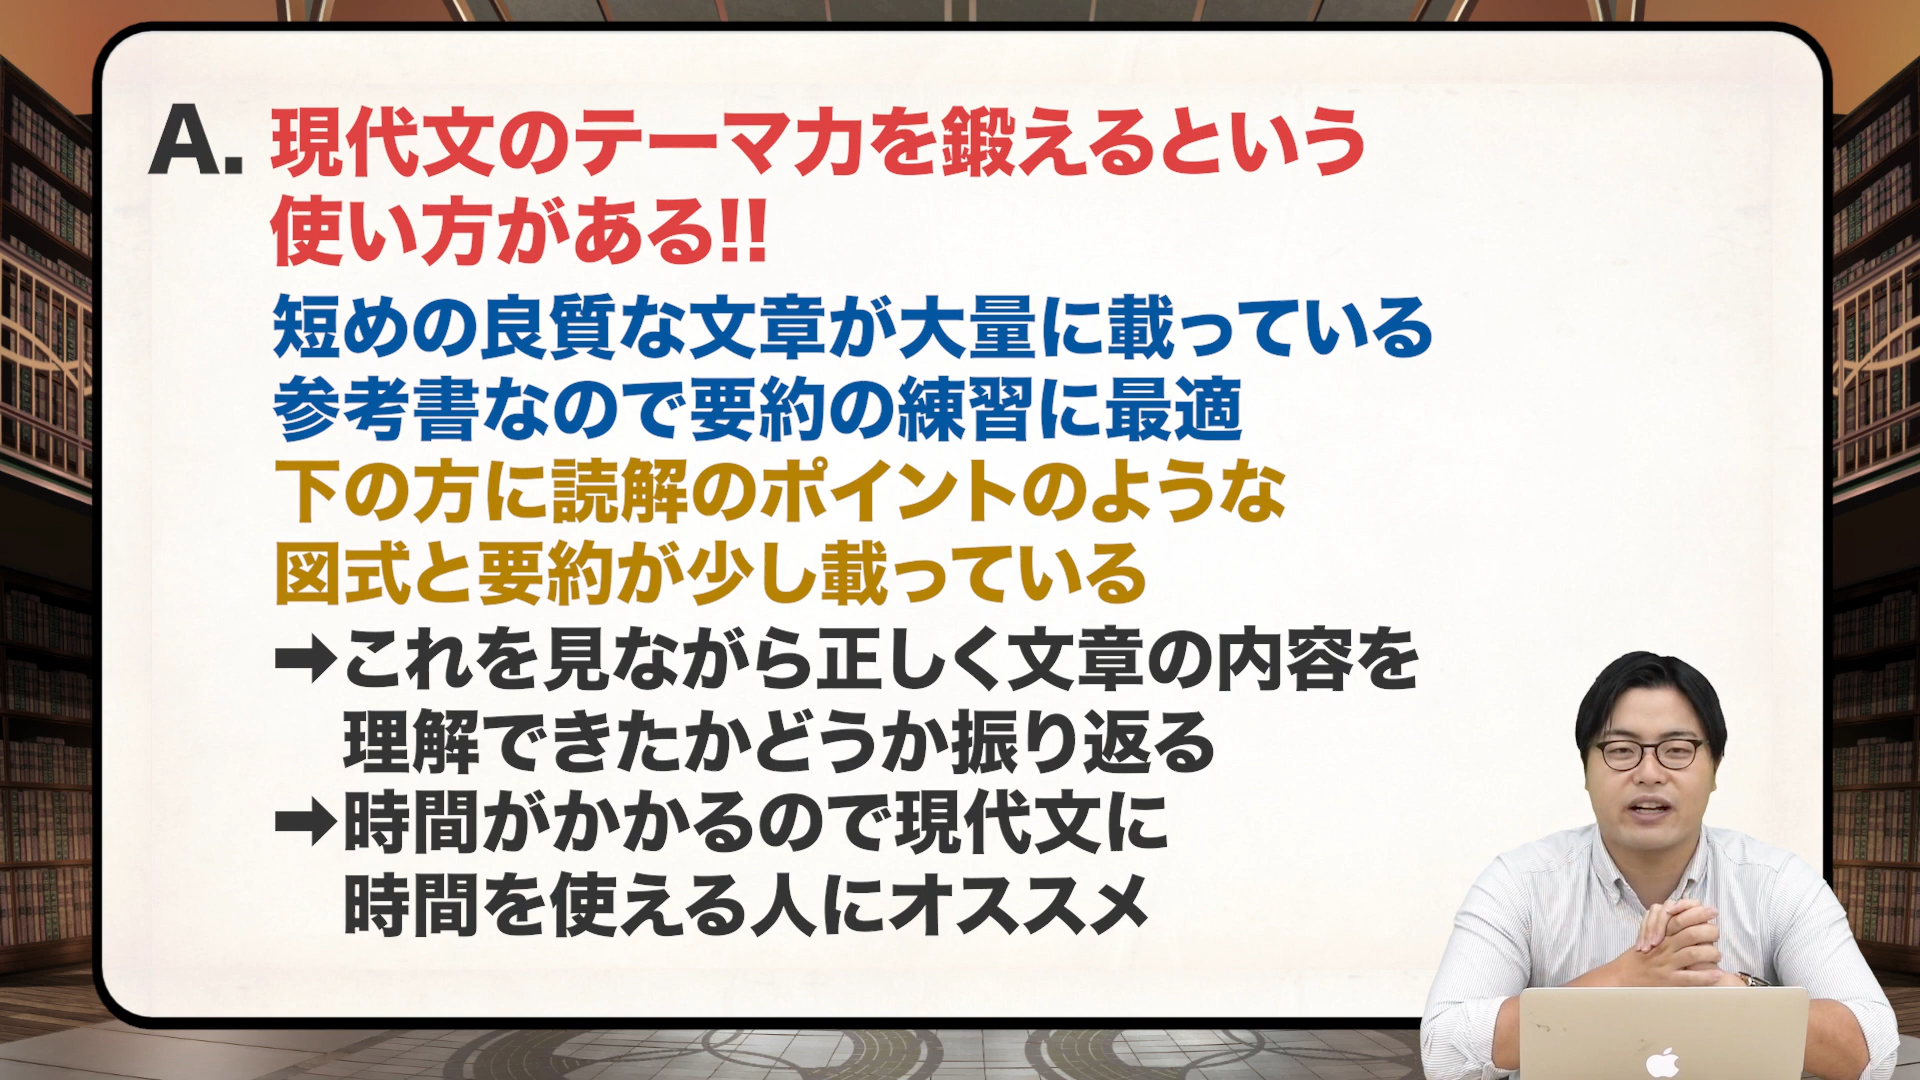 A. 現代文のテーマ力を鍛えるという
使い方がある!!
短めの良質な文章が大量に載っている
参考書なので要約の練習に最適
下の方に読解のポイントのような
図式と要約が少し載っている
➡これを見ながら正しく文章の内容を
理解できたかどうか振り返る
➡時間がかかるので現代文に
時間を使える人にオススメ